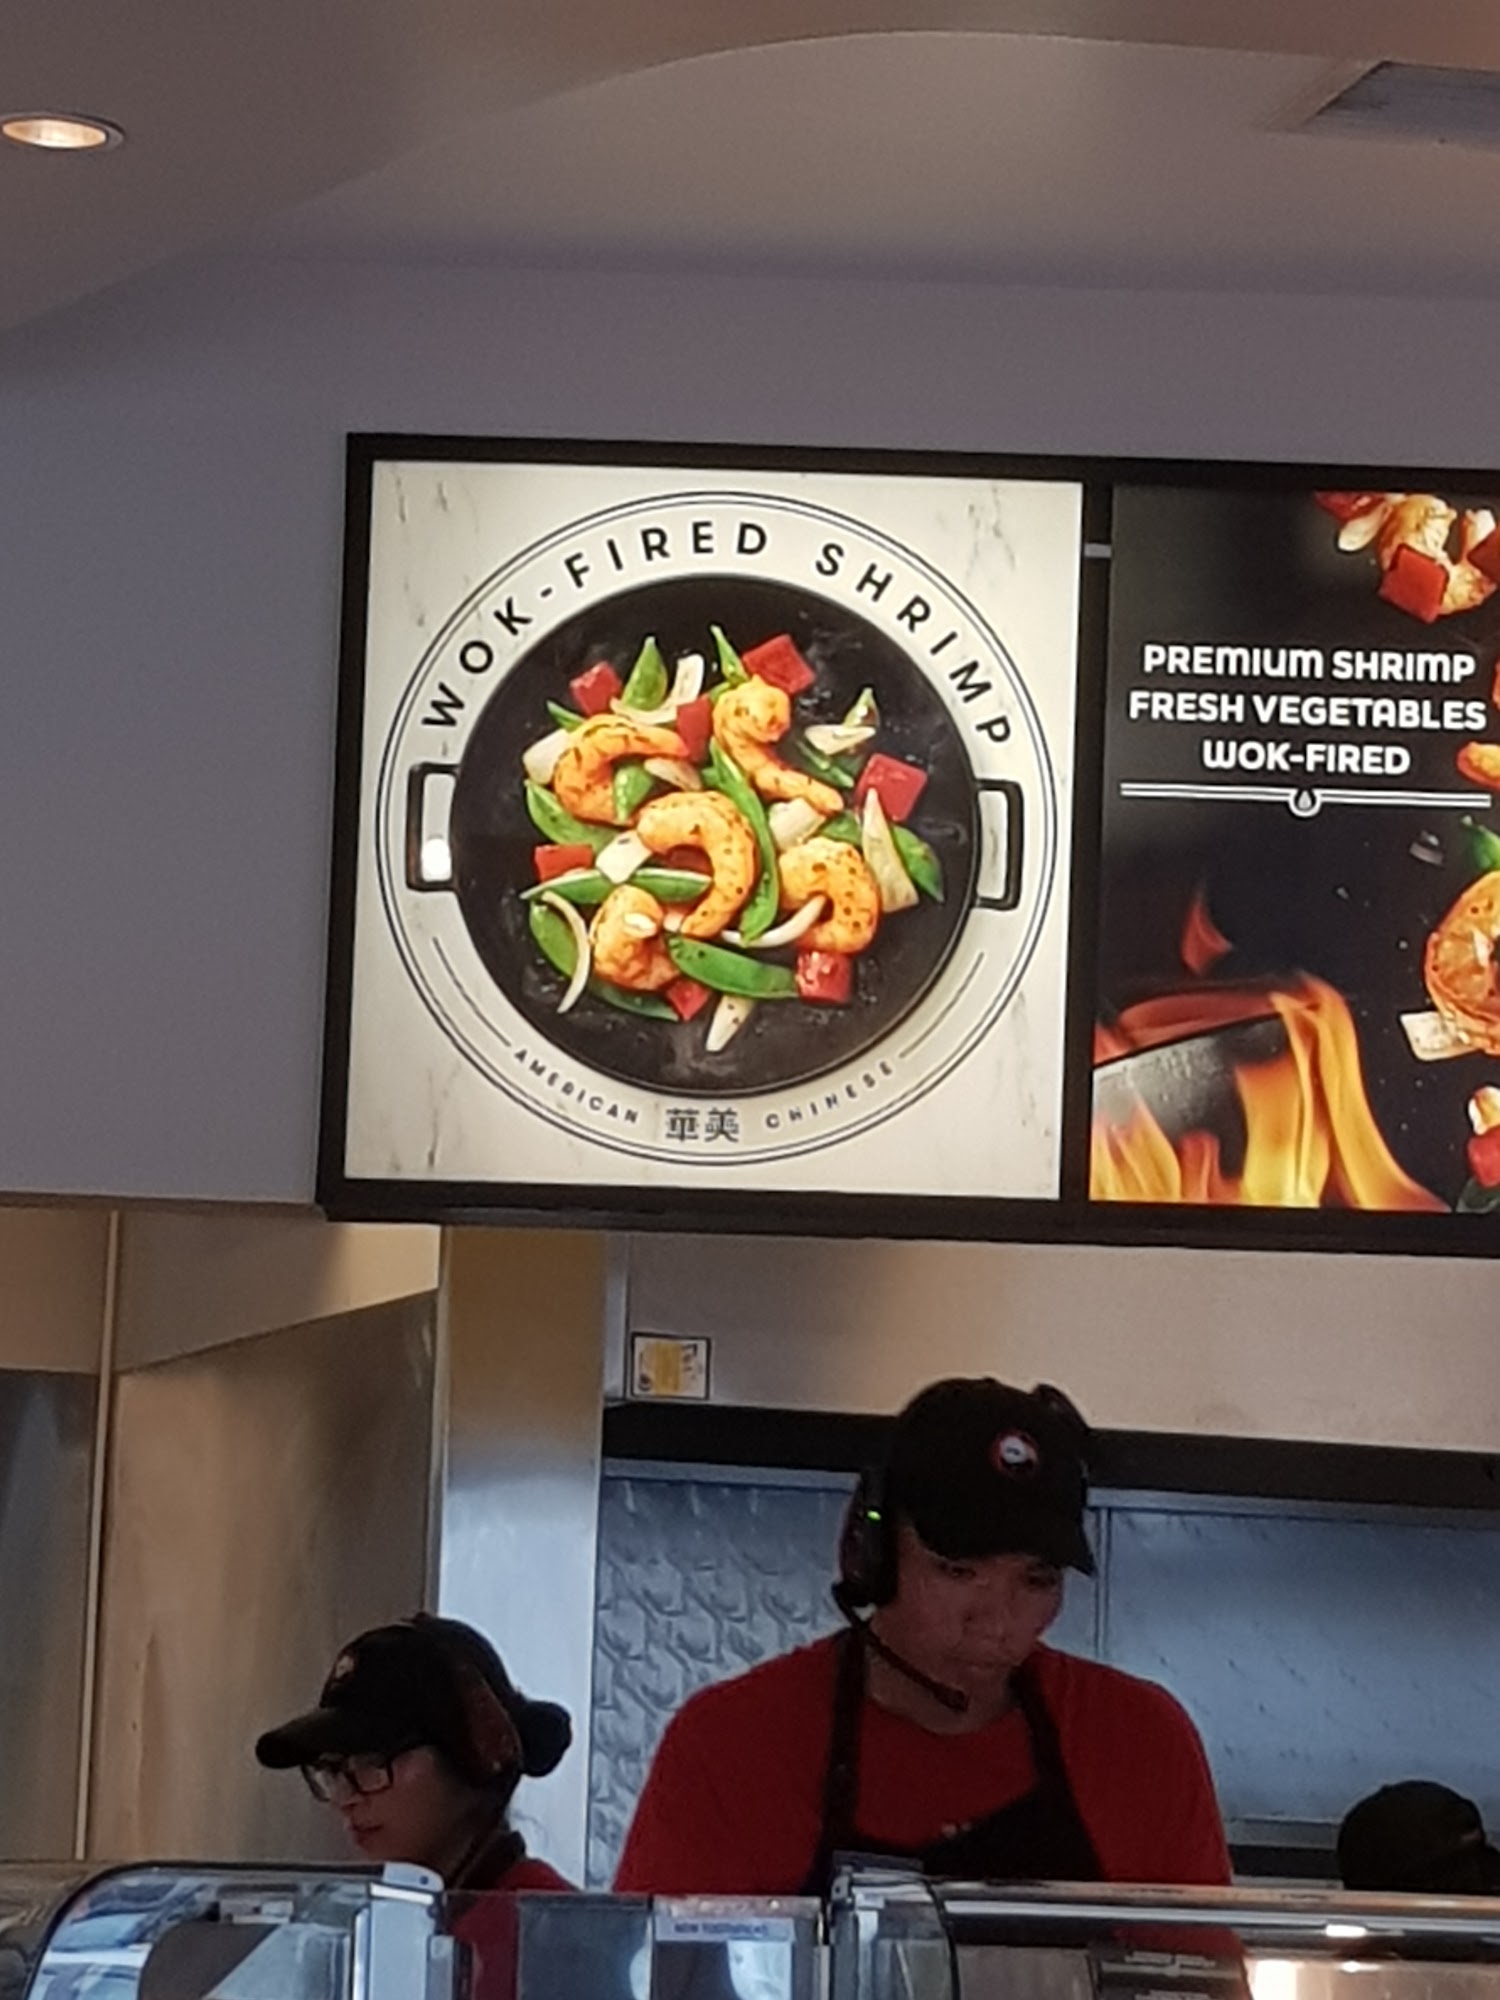 WOK-FIRED SHRIMP
AMERICAN 華美 CHINESE
PREMIUM SHRIMP
FRESH VEGETABLES
WOK-FIRED